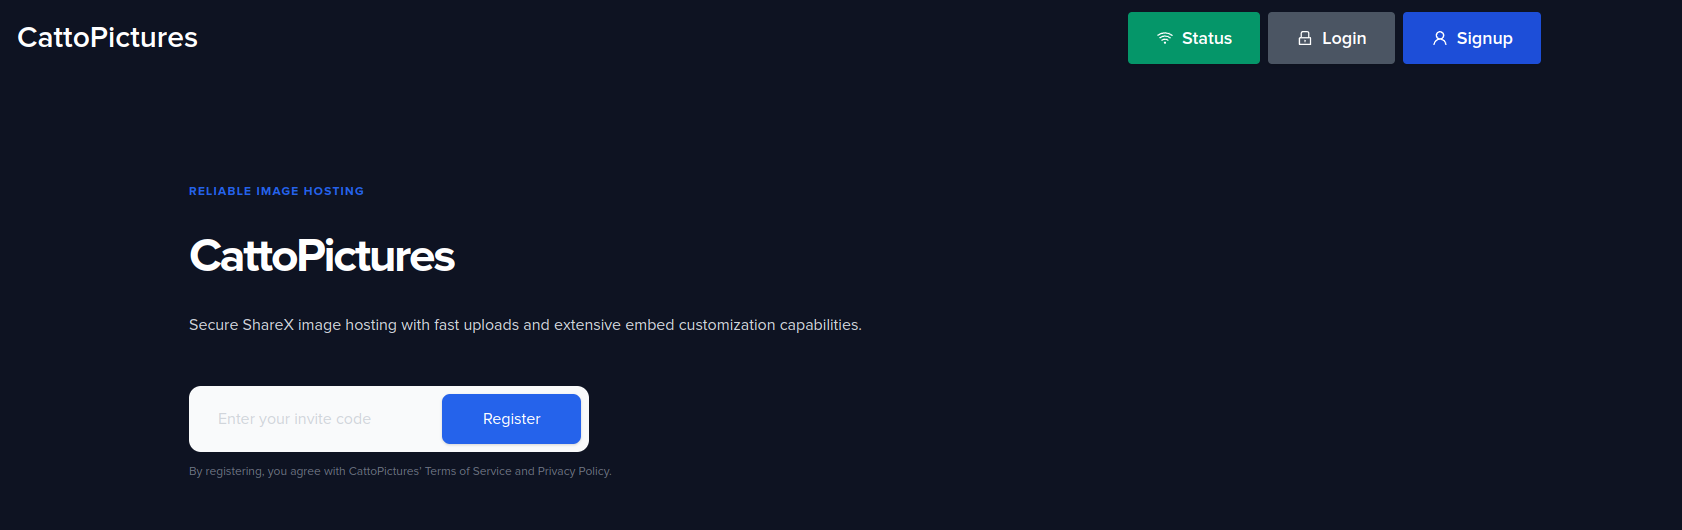 CattoPictures
Status
Login
Signup
RELIABLE IMAGE HOSTING
CattoPictures
Secure ShareX image hosting with fast uploads and extensive embed customization capabilities.
Enter your invite code
Register
By registering, you agree with CattoPictures' Terms of Service and Privacy Policy.